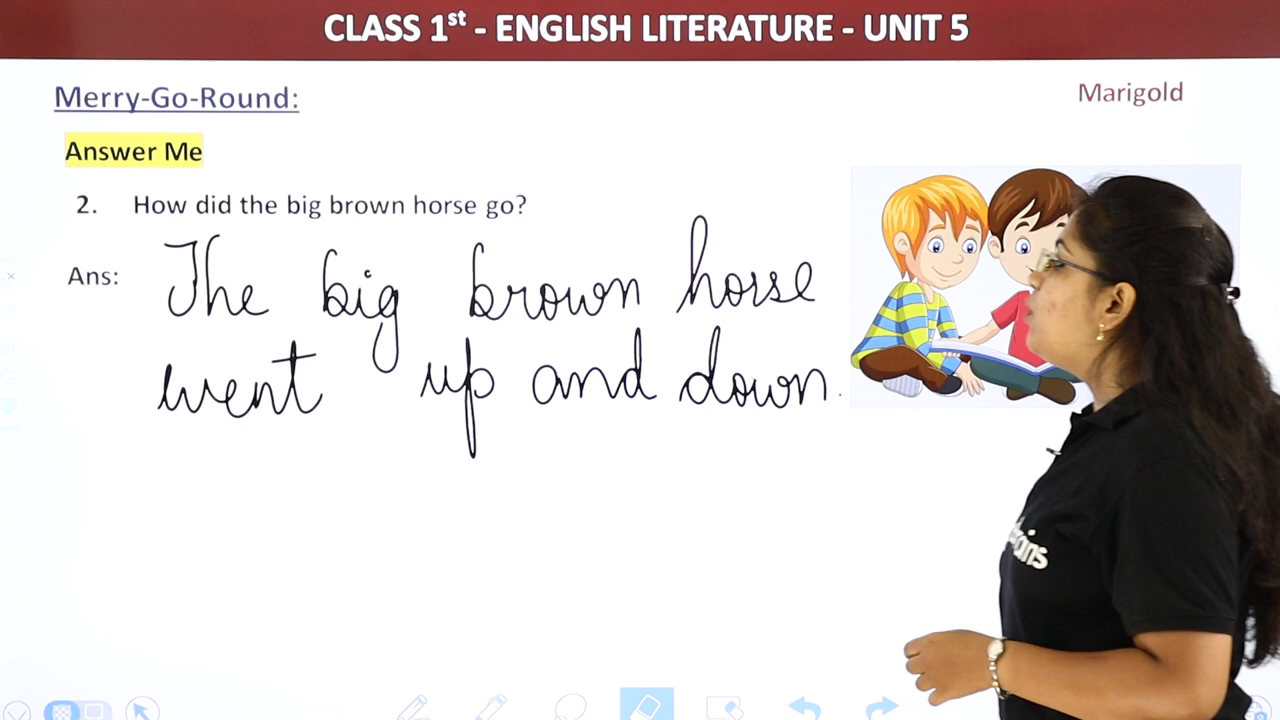 CLASS 1st - ENGLISH LITERATURE - UNIT 5
Merry-Go-Round:
Marigold
Answer Me
2. How did the big brown horse go?
Ans: The big brown horse
went up and down.